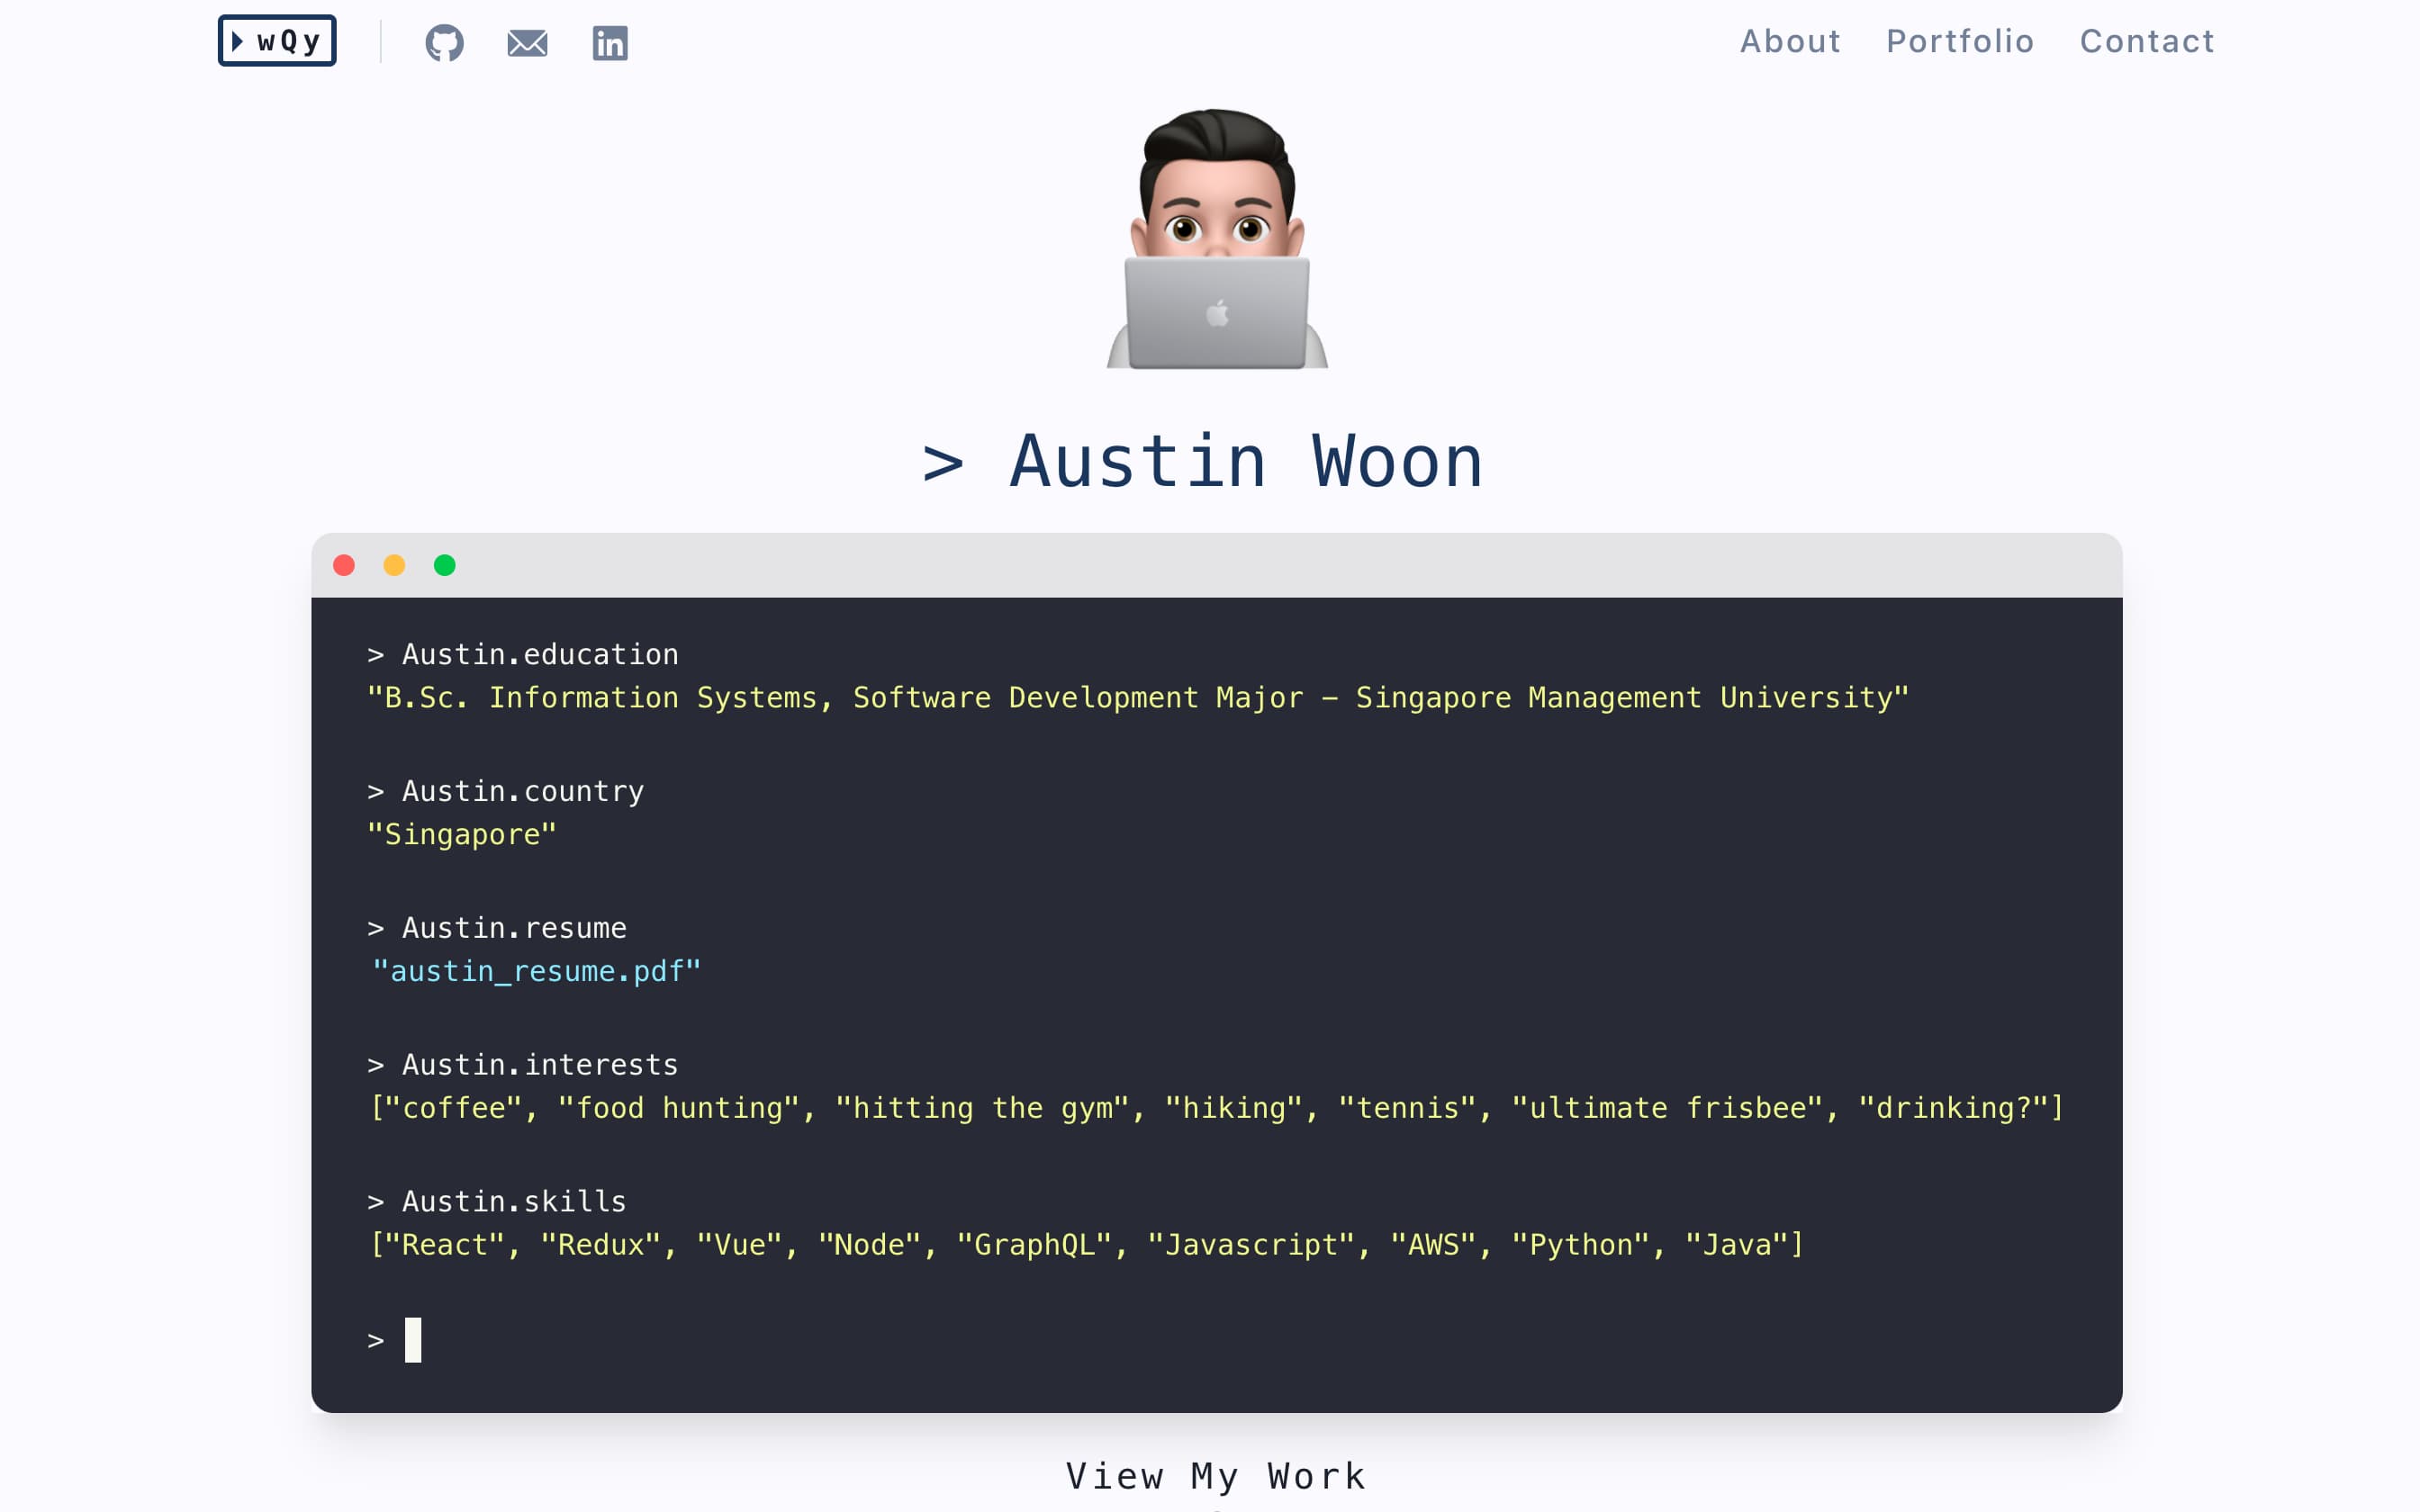 wQy
About Portfolio Contact
> Austin Woon
> Austin.education
"B.Sc. Information Systems, Software Development Major – Singapore Management University"
> Austin.country
"Singapore"
> Austin.resume
"austin_resume.pdf"
> Austin.interests
["coffee", "food hunting", "hitting the gym", "hiking", "tennis", "ultimate frisbee", "drinking?"]
> Austin.skills
["React", "Redux", "Vue", "Node", "GraphQL", "Javascript", "AWS", "Python", "Java"]
>
View My Work